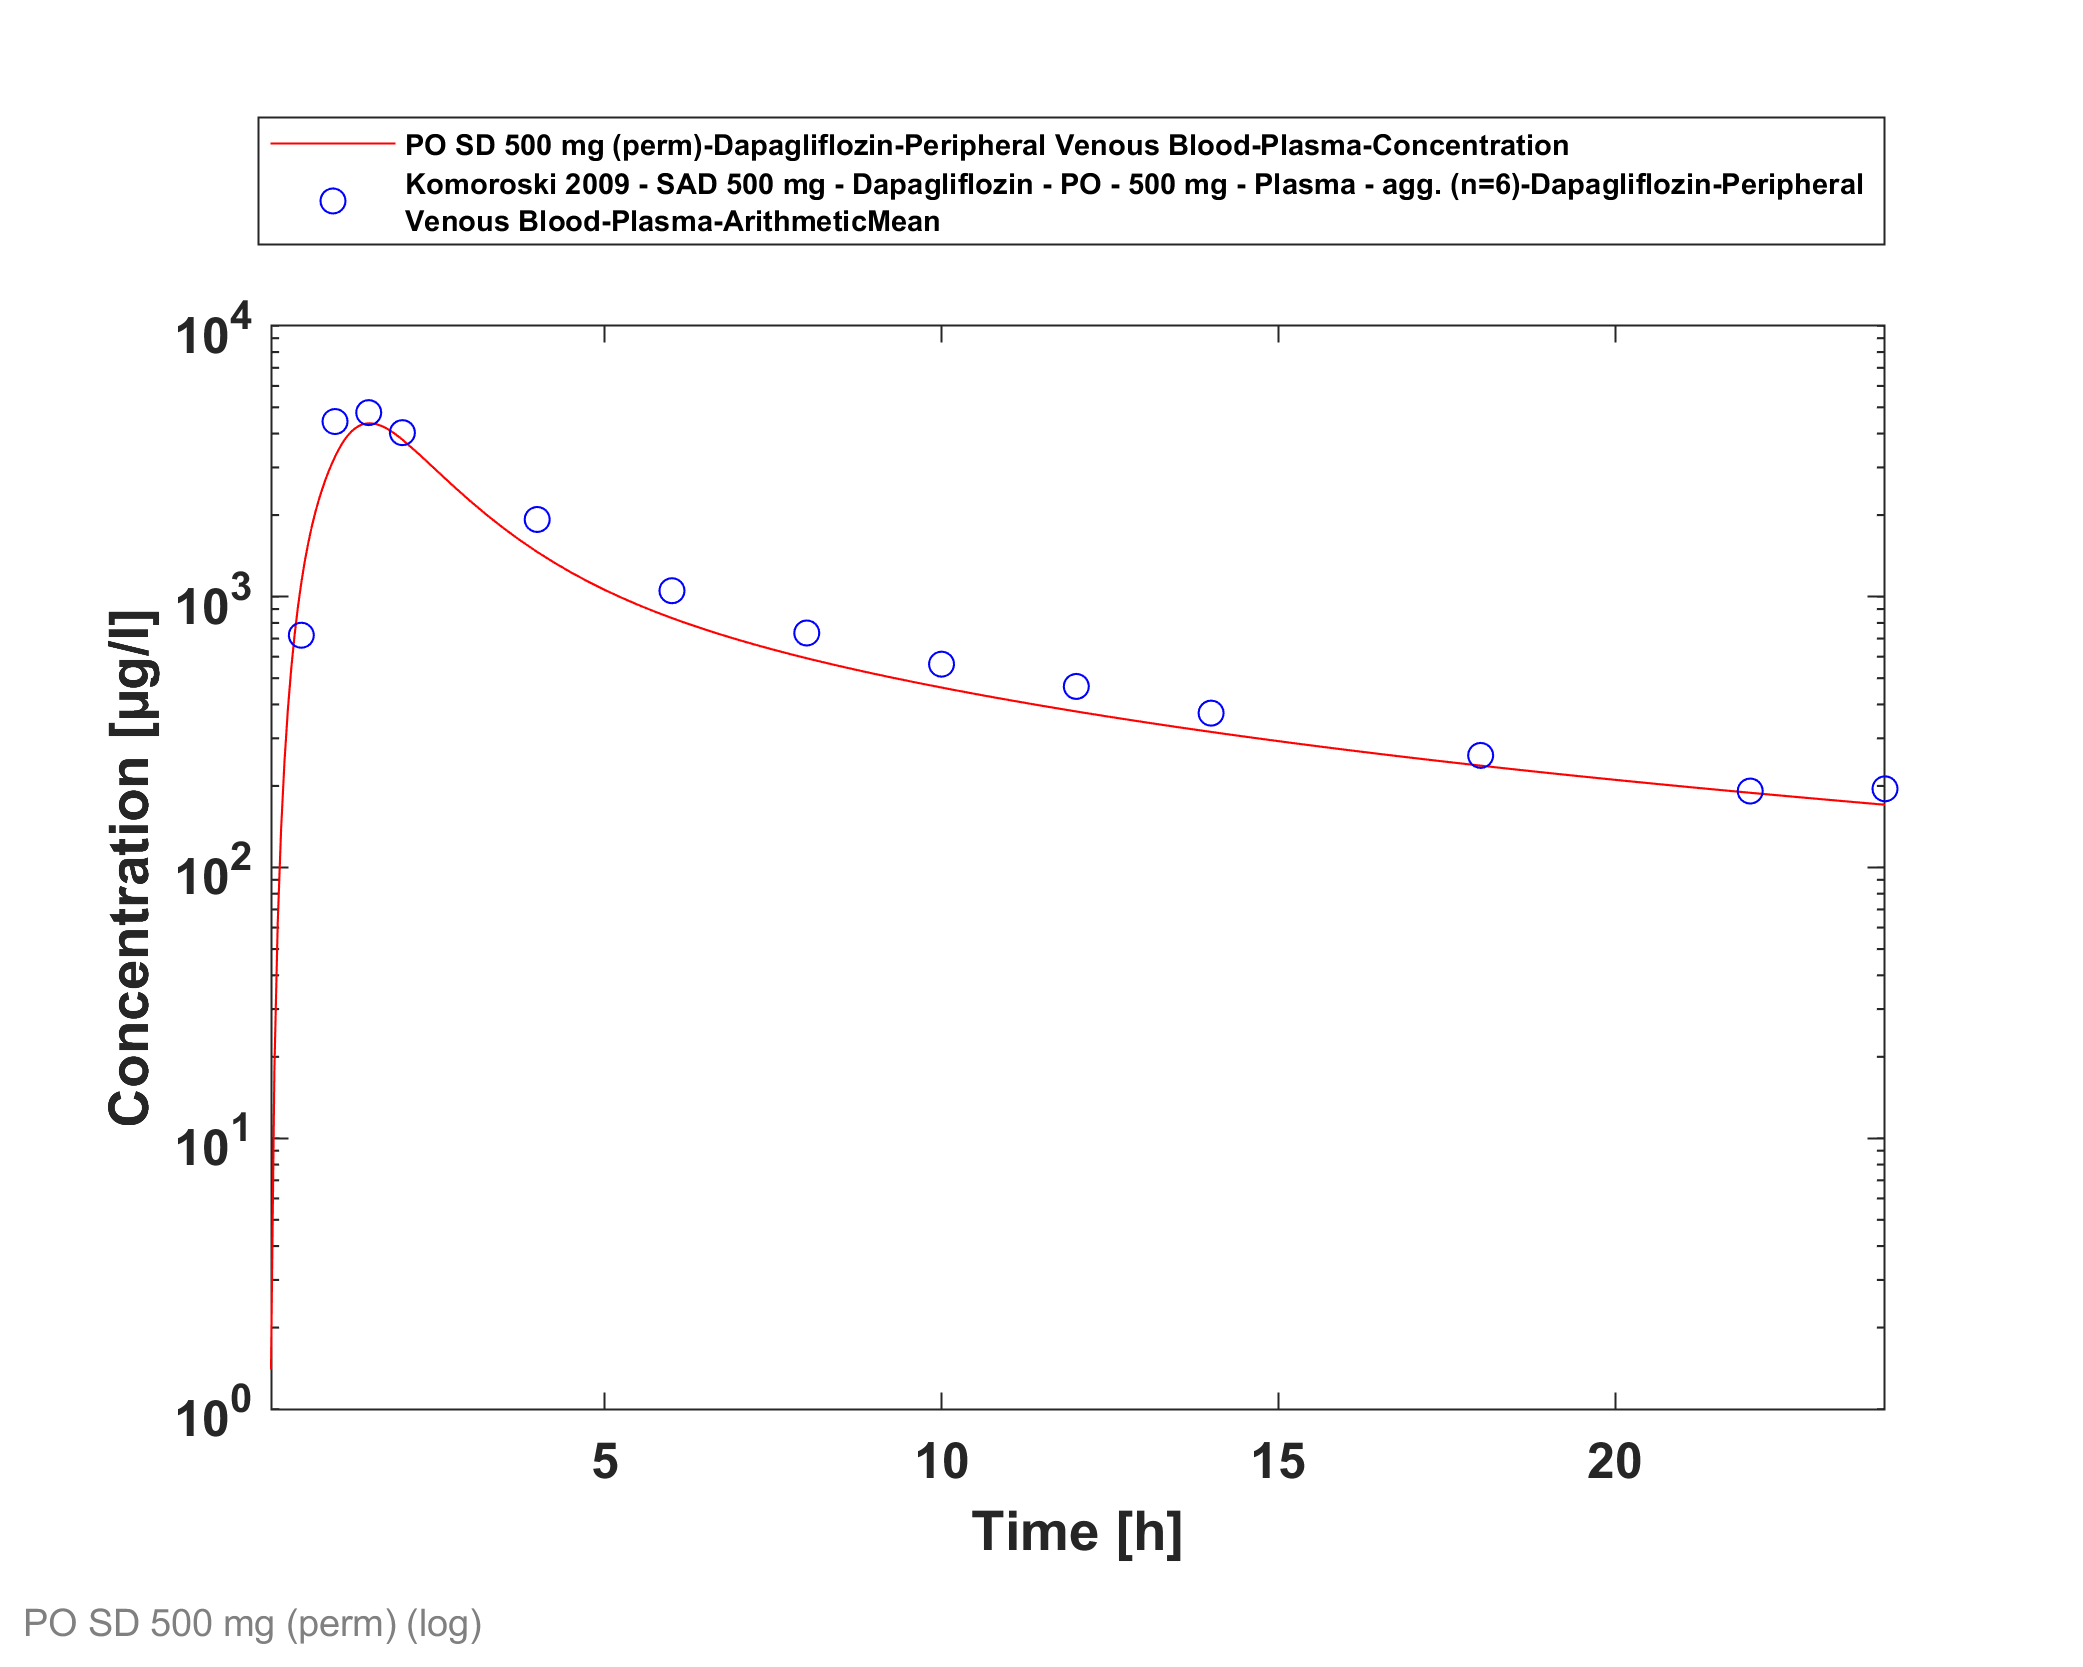 PO SD 500 mg (perm)-Dapagliflozin-Peripheral Venous Blood-Plasma-Concentration
Komoroski 2009 - SAD 500 mg - Dapagliflozin - PO - 500 mg - Plasma - agg. (n=6)-Dapagliflozin-Peripheral
Venous Blood-Plasma-ArithmeticMean
10^4
10^3
10^2
10^1
10^0
Concentration [µg/l]
5 10 15 20
Time [h]
PO SD 500 mg (perm) (log)